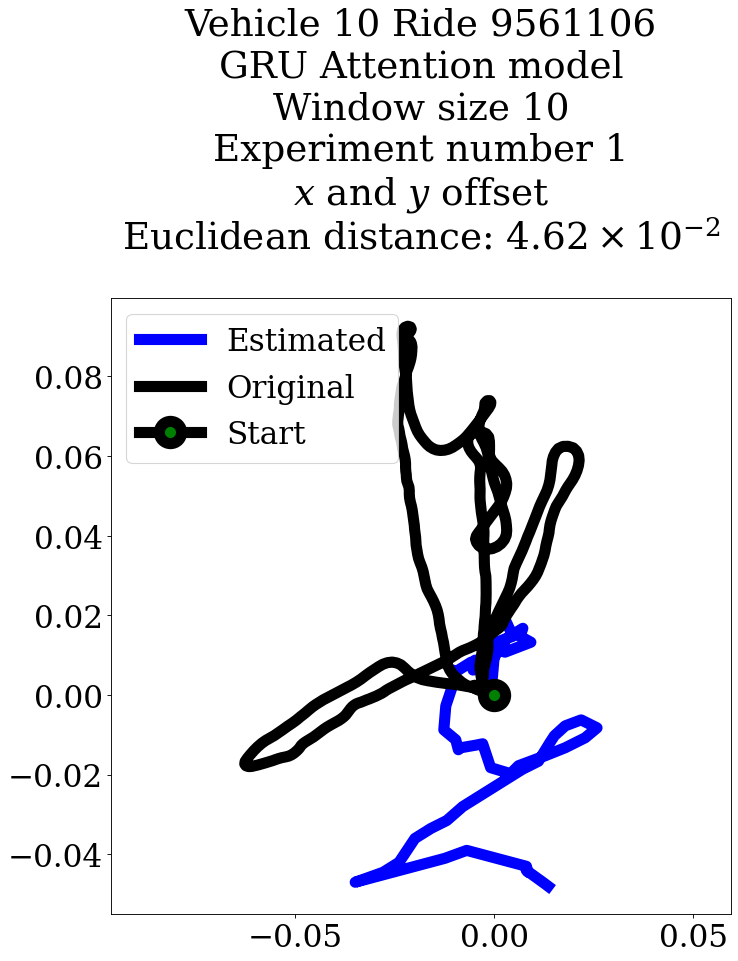 Vehicle 10 Ride 9561106
GRU Attention model
Window size 10
Experiment number 1
x and y offset
Euclidean distance: 4.62 × 10⁻²
Estimated
Original
Start
0.08
0.06
0.04
0.02
0.00
−0.02
−0.04
−0.05 0.00 0.05